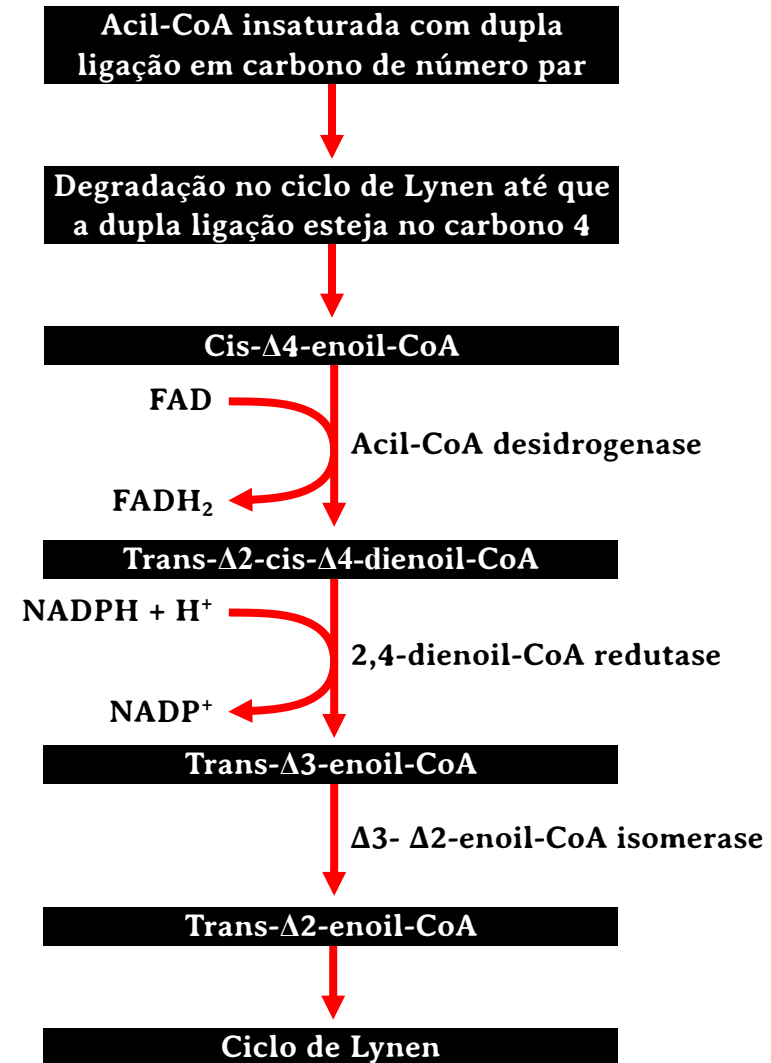 Acil-CoA insaturada com dupla
ligação em carbono de número par
Degradação no ciclo de Lynen até que
a dupla ligação esteja no carbono 4
Cis-Δ4-enoil-CoA
FAD
Acil-CoA desidrogenase
FADH₂
Trans-Δ2-cis-Δ4-dienoil-CoA
NADPH + H⁺
2,4-dienoil-CoA redutase
NADP⁺
Trans-Δ3-enoil-CoA
Δ3- Δ2-enoil-CoA isomerase
Trans-Δ2-enoil-CoA
Ciclo de Lynen